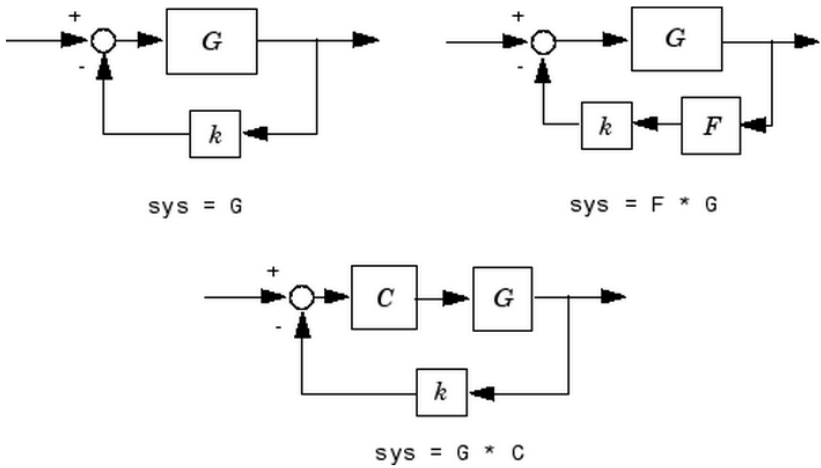 +
G
-
k
sys = G
+
G
-
k
F
sys = F * G
+
C
G
-
k
sys = G * C